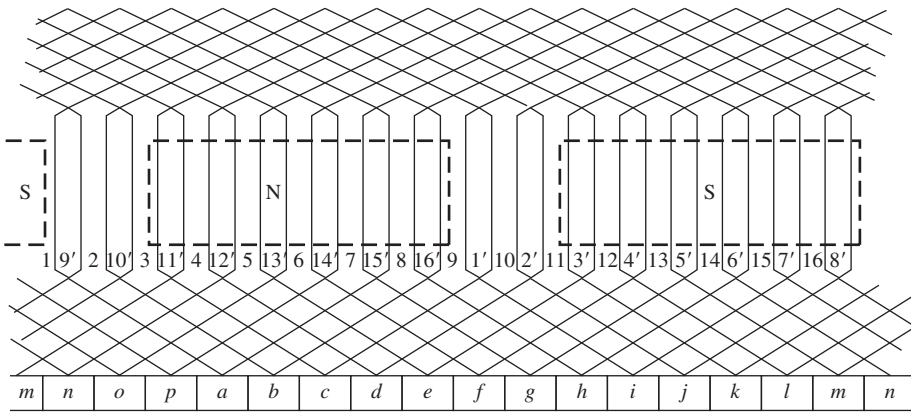 S N S
1 9′ 2 10′ 3 11′ 4 12′ 5 13′ 6 14′ 7 15′ 8 16′ 9 1′ 10 2′ 11 3′ 12 4′ 13 5′ 14 6′ 15 7′ 16 8′
m n o p a b c d e f g h i j k l m n